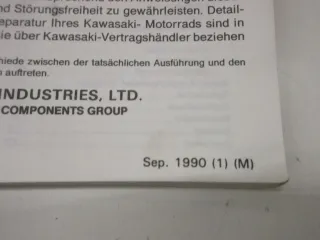 nd Störungsfreiheit zu gewährleisten. Detail-
eparatur Ihres Kawasaki- Motorrads sind in
ie über Kawasaki-Vertragshändler beziehen
hiede zwischen der tatsächlichen Ausführung und den
n auftreten.
INDUSTRIES, LTD.
COMPONENTS GROUP
Sep. 1990 (1) (M)